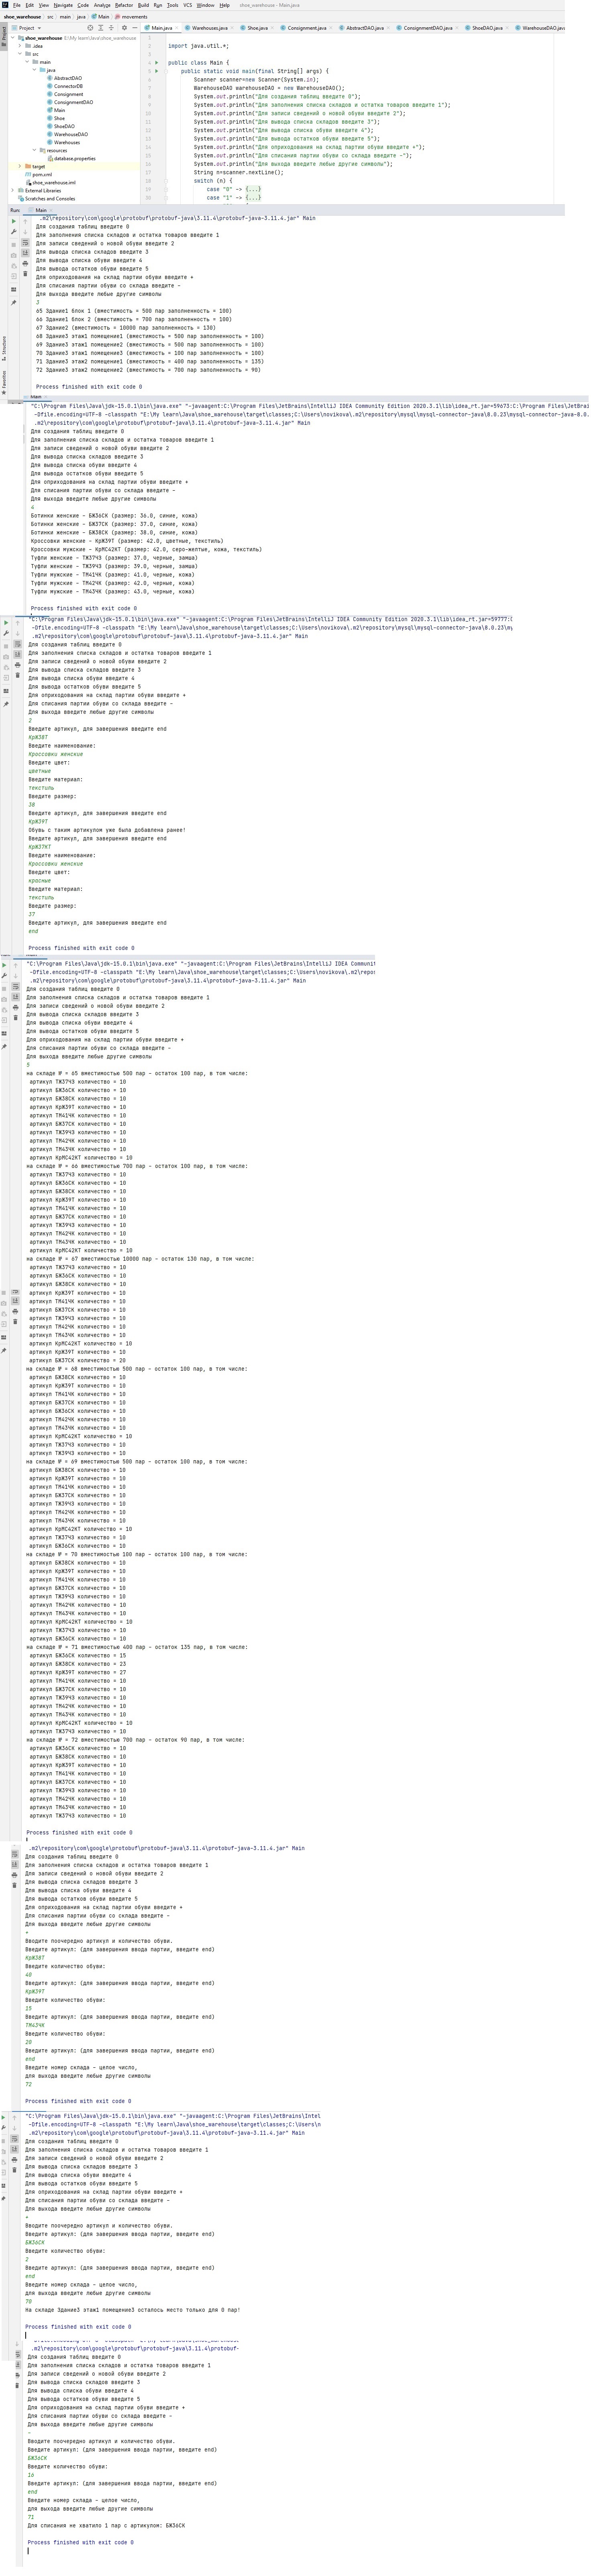 File Edit View Navigate Code Analyze Refactor Build Run Tools VCS Window Help shoe_warehouse - Main.java
shoe_warehouse src main java Main movements
Project Main.java Warehouses.java Shoe.java Consignment.java AbstractDAO.java ConsignmentDAO.java ShoeDAO.java WarehouseDAO.java
shoe_warehouse E:\My learn\Java\shoe_warehouse
.idea
src
main
java
AbstractDAO
ConnectorDB
Consignment
ConsignmentDAO
Main
Shoe
ShoeDAO
WarehouseDAO
Warehouses
resources
database.properties
target
pom.xml
shoe_warehouse.iml
External Libraries
Scratches and Consoles
Project
Structure
Favorites
1
2 import java.util.*;
3
4 public class Main {
5 public static void main(final String[] args) {
6 Scanner scanner=new Scanner(System.in);
7 WarehouseDAO warehouseDAO = new WarehouseDAO();
8 System.out.println("Для создания таблиц введите 0");
9 System.out.println("Для заполнения списка складов и остатка товаров введите 1");
10 System.out.println("Для записи сведений о новой обуви введите 2");
11 System.out.println("Для вывода списка складов введите 3");
12 System.out.println("Для вывода списка обуви введите 4");
13 System.out.println("Для вывода остатков обуви введите 5");
14 System.out.println("Для оприходования на склад партии обуви введите +");
15 System.out.println("Для списания партии обуви со склада введите -");
16 System.out.println("Для выхода введите любые другие символы");
17 String n=scanner.nextLine();
18 switch (n) {
19 case "0" -> {...}
30 case "1" -> {...}
Run: Main
.m2\repository\com\google\protobuf\protobuf-java\3.11.4\protobuf-java-3.11.4.jar" Main
Для создания таблиц введите 0
Для заполнения списка складов и остатка товаров введите 1
Для записи сведений о новой обуви введите 2
Для вывода списка складов введите 3
Для вывода списка обуви введите 4
Для вывода остатков обуви введите 5
Для оприходования на склад партии обуви введите +
Для списания партии обуви со склада введите -
Для выхода введите любые другие символы
3
65 Здание1 блок 1 (вместимость = 500 пар заполненность = 100)
66 Здание1 блок 2 (вместимость = 700 пар заполненность = 100)
67 Здание2 (вместимость = 10000 пар заполненность = 130)
68 Здание3 этаж1 помещение1 (вместимость = 500 пар заполненность = 100)
69 Здание3 этаж1 помещение2 (вместимость = 500 пар заполненность = 100)
70 Здание3 этаж1 помещение3 (вместимость = 100 пар заполненность = 100)
71 Здание3 этаж2 помещение1 (вместимость = 400 пар заполненность = 135)
72 Здание3 этаж2 помещение2 (вместимость = 700 пар заполненность = 90)
Process finished with exit code 0
Main
"C:\Program Files\Java\jdk-15.0.1\bin\java.exe" "-javaagent:C:\Program Files\JetBrains\IntelliJ IDEA Community Edition 2020.3.1\lib\idea_rt.jar=59673:C:\Program Files\JetBrai
-Dfile.encoding=UTF-8 -classpath "E:\My learn\Java\shoe_warehouse\target\classes;C:\Users\novikova\.m2\repository\mysql\mysql-connector-java\8.0.23\mysql-connector-java-8.0.
.m2\repository\com\google\protobuf\protobuf-java\3.11.4\protobuf-java-3.11.4.jar" Main
Для создания таблиц введите 0
Для заполнения списка складов и остатка товаров введите 1
Для записи сведений о новой обуви введите 2
Для вывода списка складов введите 3
Для вывода списка обуви введите 4
Для вывода остатков обуви введите 5
Для оприходования на склад партии обуви введите +
Для списания партии обуви со склада введите -
Для выхода введите любые другие символы
4
Ботинки женские - БЖ36СК (размер: 36.0, синие, кожа)
Ботинки женские - БЖ37СК (размер: 37.0, синие, кожа)
Ботинки женские - БЖ38СК (размер: 38.0, синие, кожа)
Кроссовки женские - КрЖ39Т (размер: 42.0, цветные, текстиль)
Кроссовки мужские - КрМС42КТ (размер: 42.0, серо-желтые, кожа, текстиль)
Туфли женские - ТЖ37ЧЗ (размер: 37.0, черные, замша)
Туфли женские - ТЖ39ЧЗ (размер: 39.0, черные, замша)
Туфли мужские - ТМ41ЧК (размер: 41.0, черные, кожа)
Туфли мужские - ТМ42ЧК (размер: 42.0, черные, кожа)
Туфли мужские - ТМ43ЧК (размер: 43.0, черные, кожа)
Process finished with exit code 0
"C:\Program Files\Java\jdk-15.0.1\bin\java.exe" "-javaagent:C:\Program Files\JetBrains\IntelliJ IDEA Community Edition 2020.3.1\lib\idea_rt.jar=59777:C
-Dfile.encoding=UTF-8 -classpath "E:\My learn\Java\shoe_warehouse\target\classes;C:\Users\novikova\.m2\repository\mysql\mysql-connector-java\8.0.23\my
.m2\repository\com\google\protobuf\protobuf-java\3.11.4\protobuf-java-3.11.4.jar" Main
Для создания таблиц введите 0
Для заполнения списка складов и остатка товаров введите 1
Для записи сведений о новой обуви введите 2
Для вывода списка складов введите 3
Для вывода списка обуви введите 4
Для вывода остатков обуви введите 5
Для оприходования на склад партии обуви введите +
Для списания партии обуви со склада введите -
Для выхода введите любые другие символы
2
Введите артикул, для завершения введите end
КрЖ38Т
Введите наименование:
Кроссовки женские
Введите цвет:
цветные
Введите материал:
текстиль
Введите размер:
38
Введите артикул, для завершения введите end
КрЖ39Т
Обувь с таким артикулом уже была добавлена ранее!
Введите артикул, для завершения введите end
КрЖ37КТ
Введите наименование:
Кроссовки женские
Введите цвет:
красные
Введите материал:
текстиль
Введите размер:
37
Введите артикул, для завершения введите end
end
Process finished with exit code 0
"C:\Program Files\Java\jdk-15.0.1\bin\java.exe" "-javaagent:C:\Program Files\JetBrains\IntelliJ IDEA Communit
-Dfile.encoding=UTF-8 -classpath "E:\My learn\Java\shoe_warehouse\target\classes;C:\Users\novikova\.m2\repos
.m2\repository\com\google\protobuf\protobuf-java\3.11.4\protobuf-java-3.11.4.jar" Main
Для создания таблиц введите 0
Для заполнения списка складов и остатка товаров введите 1
Для записи сведений о новой обуви введите 2
Для вывода списка складов введите 3
Для вывода списка обуви введите 4
Для вывода остатков обуви введите 5
Для оприходования на склад партии обуви введите +
Для списания партии обуви со склада введите -
Для выхода введите любые другие символы
5
на складе № = 65 вместимостью 500 пар - остаток 100 пар, в том числе:
артикул ТЖ37ЧЗ количество = 10
артикул БЖ36СК количество = 10
артикул БЖ38СК количество = 10
артикул КрЖ39Т количество = 10
артикул ТМ41ЧК количество = 10
артикул БЖ37СК количество = 10
артикул ТЖ39ЧЗ количество = 10
артикул ТМ42ЧК количество = 10
артикул ТМ43ЧК количество = 10
артикул КрМС42КТ количество = 10
на складе № = 66 вместимостью 700 пар - остаток 100 пар, в том числе:
артикул ТЖ37ЧЗ количество = 10
артикул БЖ36СК количество = 10
артикул БЖ38СК количество = 10
артикул КрЖ39Т количество = 10
артикул ТМ41ЧК количество = 10
артикул БЖ37СК количество = 10
артикул ТЖ39ЧЗ количество = 10
артикул ТМ42ЧК количество = 10
артикул ТМ43ЧК количество = 10
артикул КрМС42КТ количество = 10
на складе № = 67 вместимостью 10000 пар - остаток 130 пар, в том числе:
артикул ТЖ37ЧЗ количество = 10
артикул БЖ36СК количество = 10
артикул БЖ38СК количество = 10
артикул КрЖ39Т количество = 10
артикул ТМ41ЧК количество = 10
артикул БЖ37СК количество = 10
артикул ТЖ39ЧЗ количество = 10
артикул ТМ42ЧК количество = 10
артикул ТМ43ЧК количество = 10
артикул КрМС42КТ количество = 10
артикул КрЖ39Т количество = 10
артикул БЖ37СК количество = 20
на складе № = 68 вместимостью 500 пар - остаток 100 пар, в том числе:
артикул БЖ38СК количество = 10
артикул КрЖ39Т количество = 10
артикул ТМ41ЧК количество = 10
артикул БЖ37СК количество = 10
артикул БЖ36СК количество = 10
артикул ТМ42ЧК количество = 10
артикул ТМ43ЧК количество = 10
артикул КрМС42КТ количество = 10
артикул ТЖ37ЧЗ количество = 10
артикул ТЖ39ЧЗ количество = 10
на складе № = 69 вместимостью 500 пар - остаток 100 пар, в том числе:
артикул БЖ38СК количество = 10
артикул КрЖ39Т количество = 10
артикул ТМ41ЧК количество = 10
артикул БЖ37СК количество = 10
артикул ТЖ39ЧЗ количество = 10
артикул ТМ42ЧК количество = 10
артикул ТМ43ЧК количество = 10
артикул КрМС42КТ количество = 10
артикул ТЖ37ЧЗ количество = 10
артикул БЖ36СК количество = 10
на складе № = 70 вместимостью 100 пар - остаток 100 пар, в том числе:
артикул БЖ38СК количество = 10
артикул КрЖ39Т количество = 10
артикул ТМ41ЧК количество = 10
артикул БЖ37СК количество = 10
артикул ТЖ39ЧЗ количество = 10
артикул ТМ42ЧК количество = 10
артикул ТМ43ЧК количество = 10
артикул КрМС42КТ количество = 10
артикул ТЖ37ЧЗ количество = 10
артикул БЖ36СК количество = 10
на складе № = 71 вместимостью 400 пар - остаток 135 пар, в том числе:
артикул БЖ36СК количество = 15
артикул БЖ38СК количество = 23
артикул КрЖ39Т количество = 27
артикул ТМ41ЧК количество = 10
артикул БЖ37СК количество = 10
артикул ТЖ39ЧЗ количество = 10
артикул ТМ42ЧК количество = 10
артикул ТМ43ЧК количество = 10
артикул КрМС42КТ количество = 10
артикул ТЖ37ЧЗ количество = 10
на складе № = 72 вместимостью 700 пар - остаток 90 пар, в том числе:
артикул БЖ36СК количество = 10
артикул БЖ38СК количество = 10
артикул КрЖ39Т количество = 10
артикул ТМ41ЧК количество = 10
артикул БЖ37СК количество = 10
артикул ТЖ39ЧЗ количество = 10
артикул ТМ42ЧК количество = 10
артикул ТМ43ЧК количество = 10
артикул ТЖ37ЧЗ количество = 10
Process finished with exit code 0
.m2\repository\com\google\protobuf\protobuf-java\3.11.4\protobuf-java-3.11.4.jar" Main
Для создания таблиц введите 0
Для заполнения списка складов и остатка товаров введите 1
Для записи сведений о новой обуви введите 2
Для вывода списка складов введите 3
Для вывода списка обуви введите 4
Для вывода остатков обуви введите 5
Для оприходования на склад партии обуви введите +
Для списания партии обуви со склада введите -
Для выхода введите любые другие символы
+
Вводите поочередно артикул и количество обуви.
Введите артикул: (для завершения ввода партии, введите end)
КрЖ38Т
Введите количество обуви:
40
Введите артикул: (для завершения ввода партии, введите end)
КрЖ39Т
Введите количество обуви:
15
Введите артикул: (для завершения ввода партии, введите end)
ТМ43ЧК
Введите количество обуви:
20
Введите артикул: (для завершения ввода партии, введите end)
end
Введите номер склада - целое число,
для выхода введите любые другие символы
72
Process finished with exit code 0
"C:\Program Files\Java\jdk-15.0.1\bin\java.exe" "-javaagent:C:\Program Files\JetBrains\Intel
-Dfile.encoding=UTF-8 -classpath "E:\My learn\Java\shoe_warehouse\target\classes;C:\Users\n
.m2\repository\com\google\protobuf\protobuf-java\3.11.4\protobuf-java-3.11.4.jar" Main
Для создания таблиц введите 0
Для заполнения списка складов и остатка товаров введите 1
Для записи сведений о новой обуви введите 2
Для вывода списка складов введите 3
Для вывода списка обуви введите 4
Для вывода остатков обуви введите 5
Для оприходования на склад партии обуви введите +
Для списания партии обуви со склада введите -
Для выхода введите любые другие символы
+
Вводите поочередно артикул и количество обуви.
Введите артикул: (для завершения ввода партии, введите end)
БЖ36СК
Введите количество обуви:
2
Введите артикул: (для завершения ввода партии, введите end)
end
Введите номер склада - целое число,
для выхода введите любые другие символы
70
На складе Здание3 этаж1 помещение3 осталось место только для 0 пар!
Process finished with exit code 0
.m2\repository\com\google\protobuf\protobuf-java\3.11.4\protobuf-
Для создания таблиц введите 0
Для заполнения списка складов и остатка товаров введите 1
Для записи сведений о новой обуви введите 2
Для вывода списка складов введите 3
Для вывода списка обуви введите 4
Для вывода остатков обуви введите 5
Для оприходования на склад партии обуви введите +
Для списания партии обуви со склада введите -
Для выхода введите любые другие символы
-
Вводите поочередно артикул и количество обуви.
Введите артикул: (для завершения ввода партии, введите end)
БЖ36СК
Введите количество обуви:
16
Введите артикул: (для завершения ввода партии, введите end)
end
Введите номер склада - целое число,
для выхода введите любые другие символы
71
Для списания не хватило 1 пар с артикулом: БЖ36СК
Process finished with exit code 0